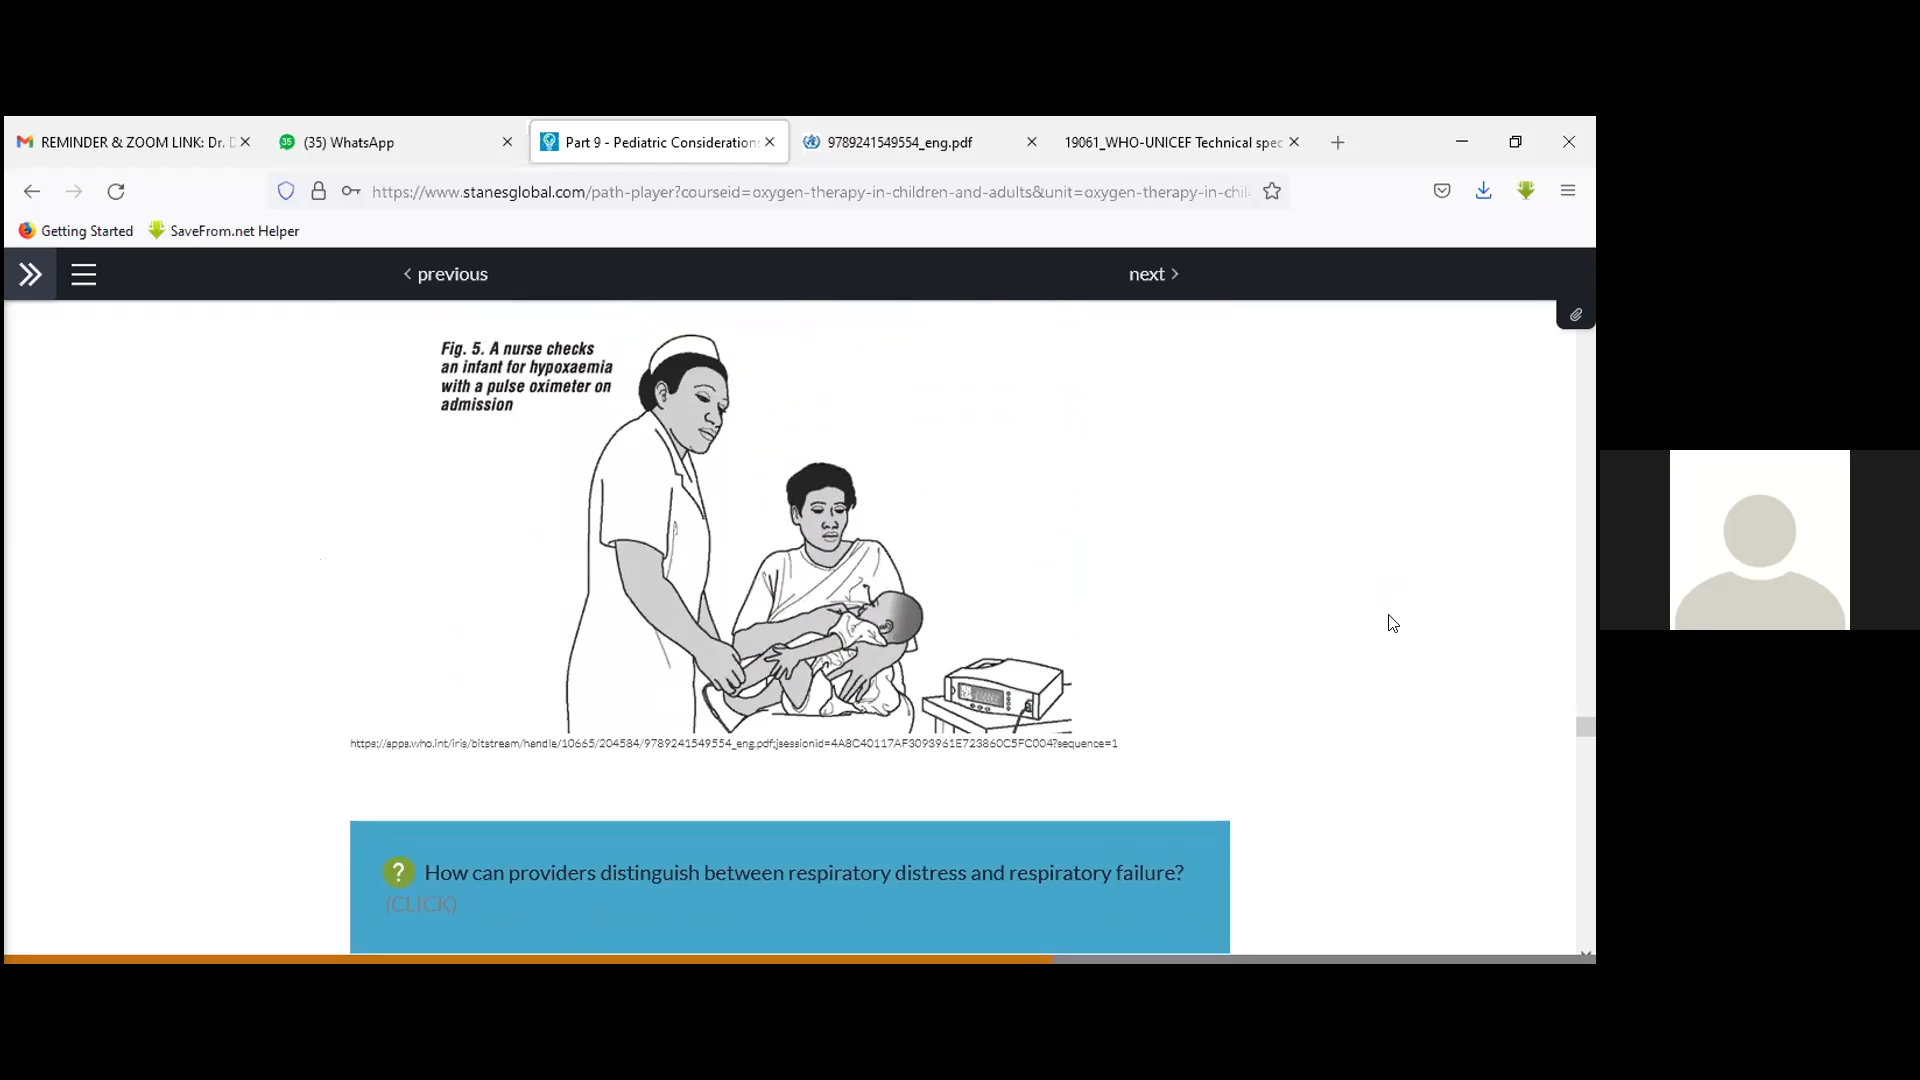 REMINDER & ZOOM LINK: Dr. D
(35) WhatsApp
Part 9 - Pediatric Considerations
9789241549554_eng.pdf
19061_WHO-UNICEF Technical spec
https://www.stanesglobal.com/path-player?courseid=oxygen-therapy-in-children-and-adults&unit=oxygen-therapy-in-chil
Getting Started
SaveFrom.net Helper
< previous
next >
Fig. 5. A nurse checks
an infant for hypoxaemia
with a pulse oximeter on
admission
https://apps.who.int/iris/bitstream/handle/10665/204584/9789241549554_eng.pdf;jsessionid=4A8C40117AF3093961E723860C5FC004?sequence=1
? How can providers distinguish between respiratory distress and respiratory failure?
(CLICK)